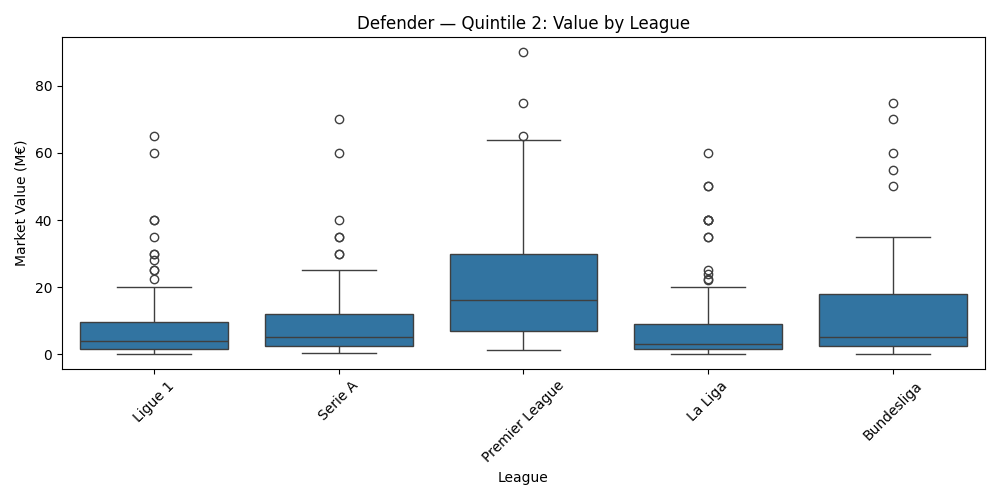 Defender — Quintile 2: Value by League
Market Value (M€)
80
60
40
20
0
Ligue 1
Serie A
Premier League
La Liga
Bundesliga
League